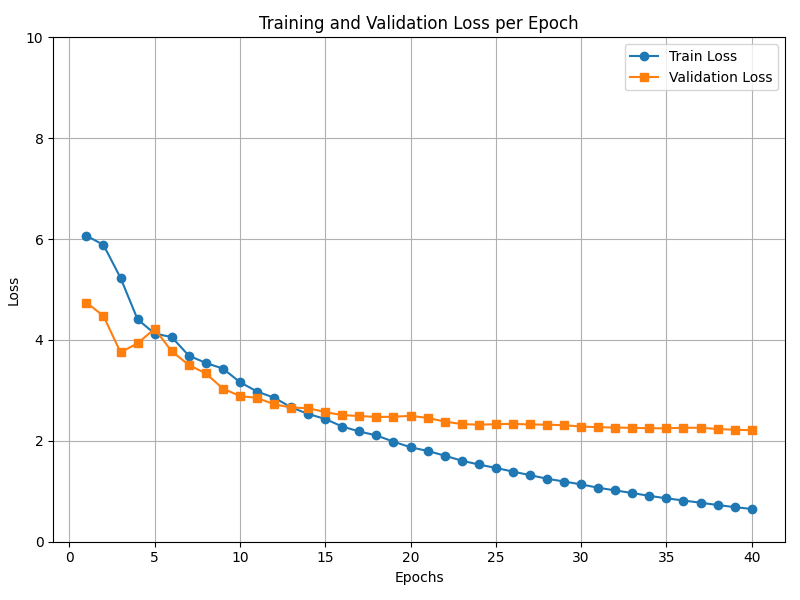 Training and Validation Loss per Epoch
Train Loss
Validation Loss
Loss
10
8
6
4
2
0
0 5 10 15 20 25 30 35 40
Epochs